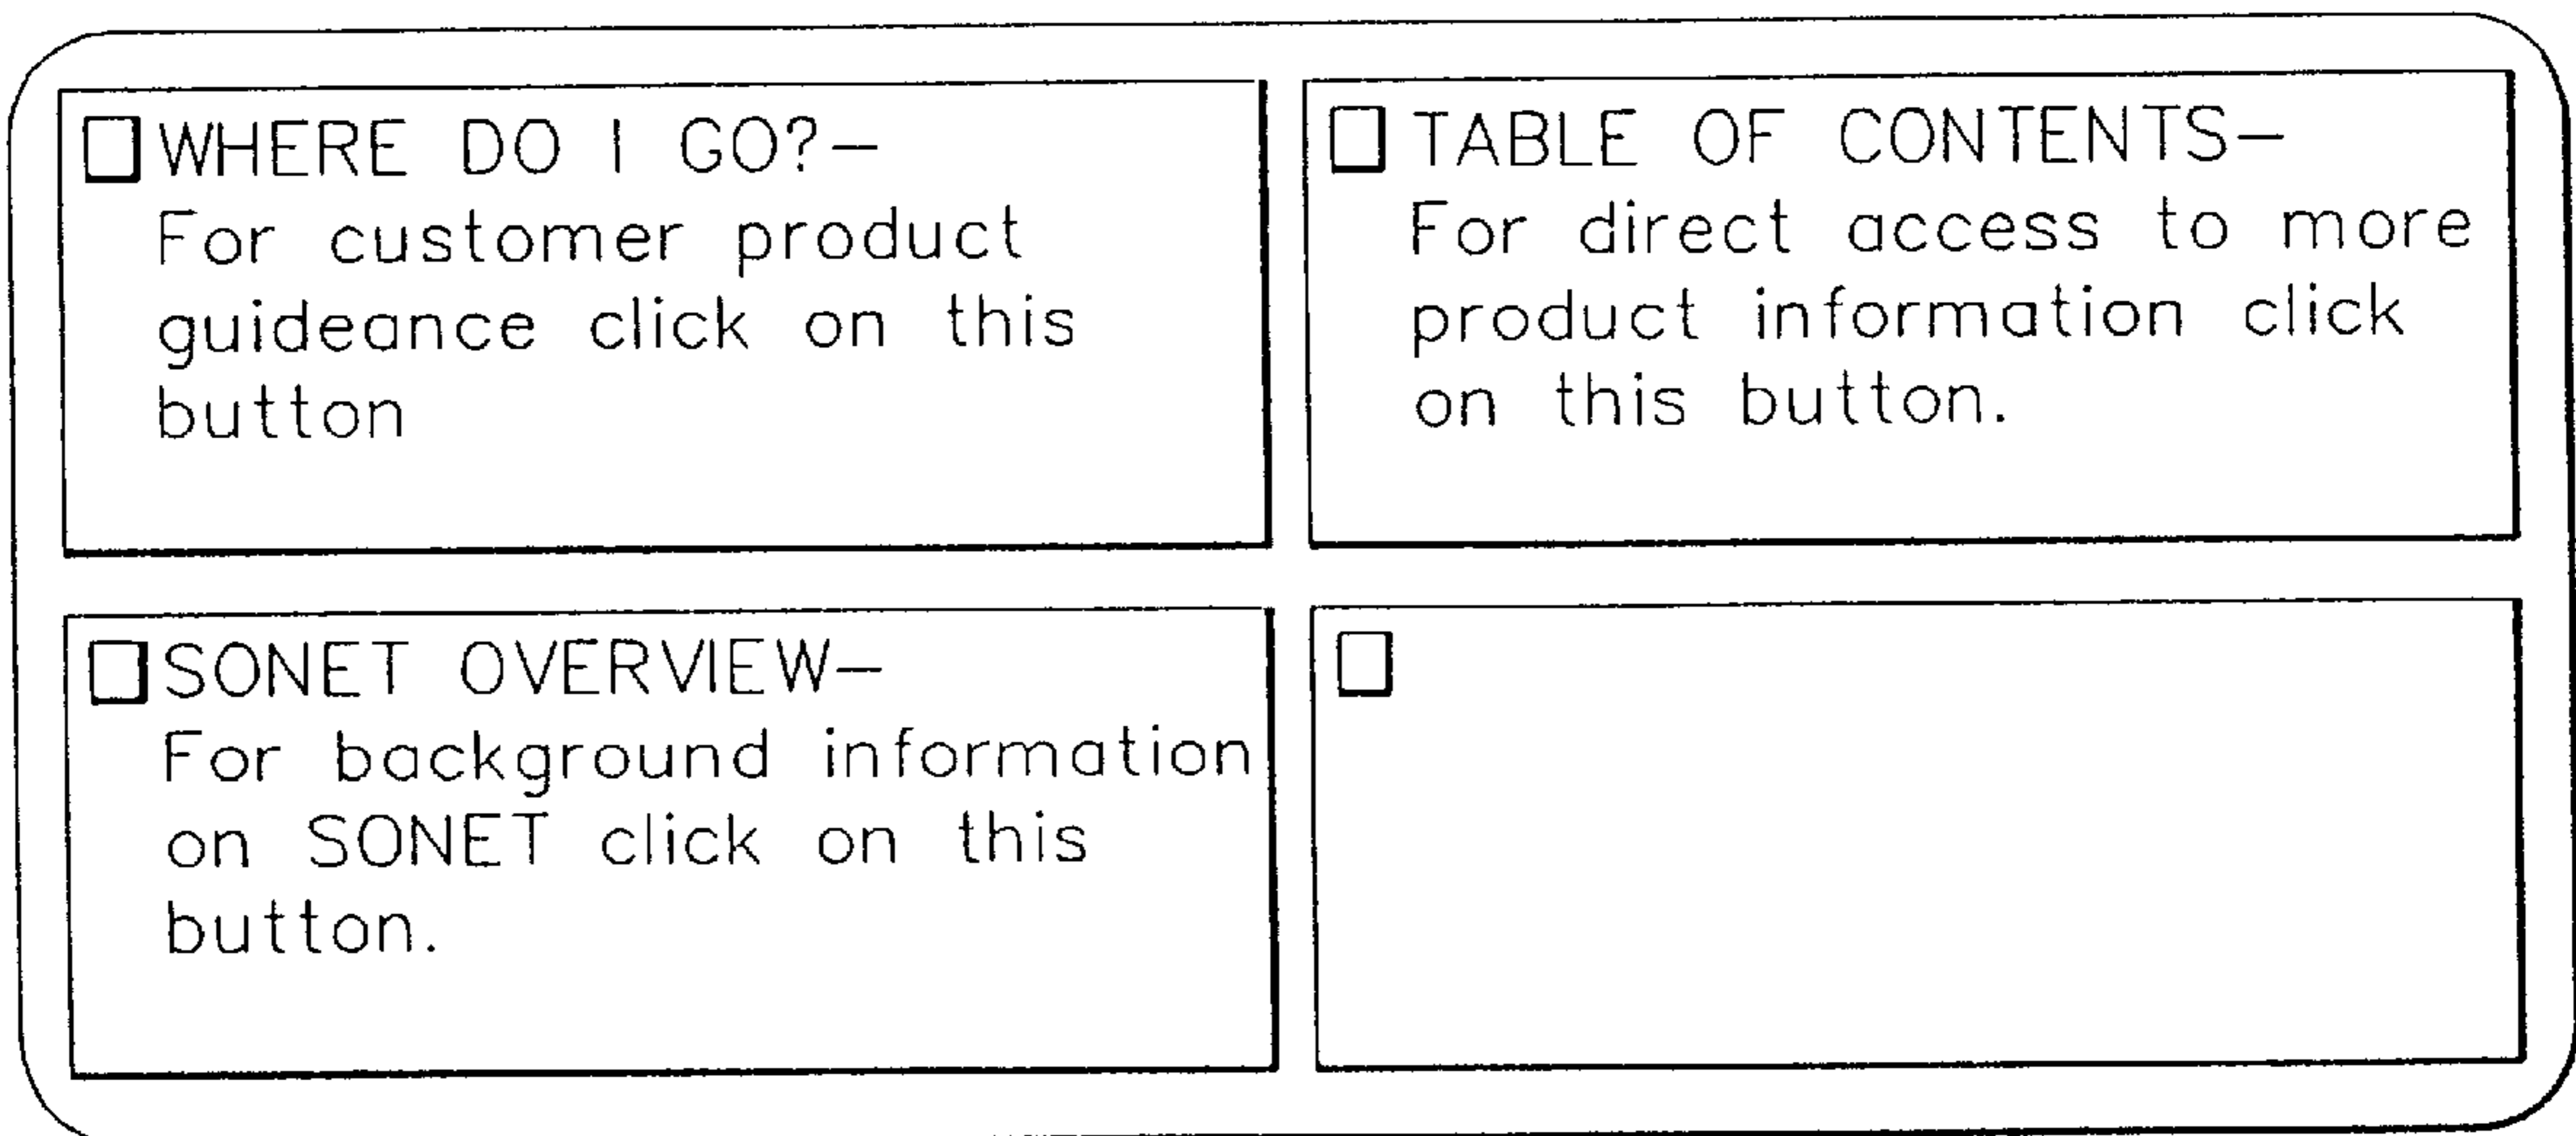 WHERE DO I GO?—
For customer product
guideance click on this
button
TABLE OF CONTENTS—
For direct access to more
product information click
on this button.
SONET OVERVIEW—
For background information
on SONET click on this
button.